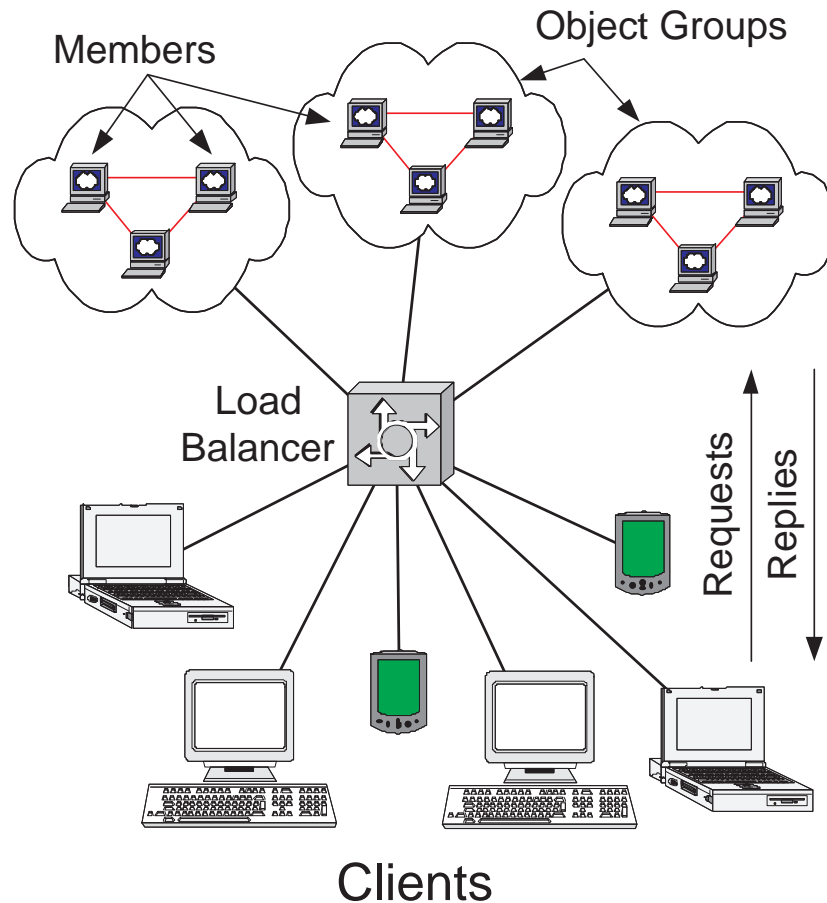 Object Groups
Members
Load
Balancer
Requests
Replies
Clients